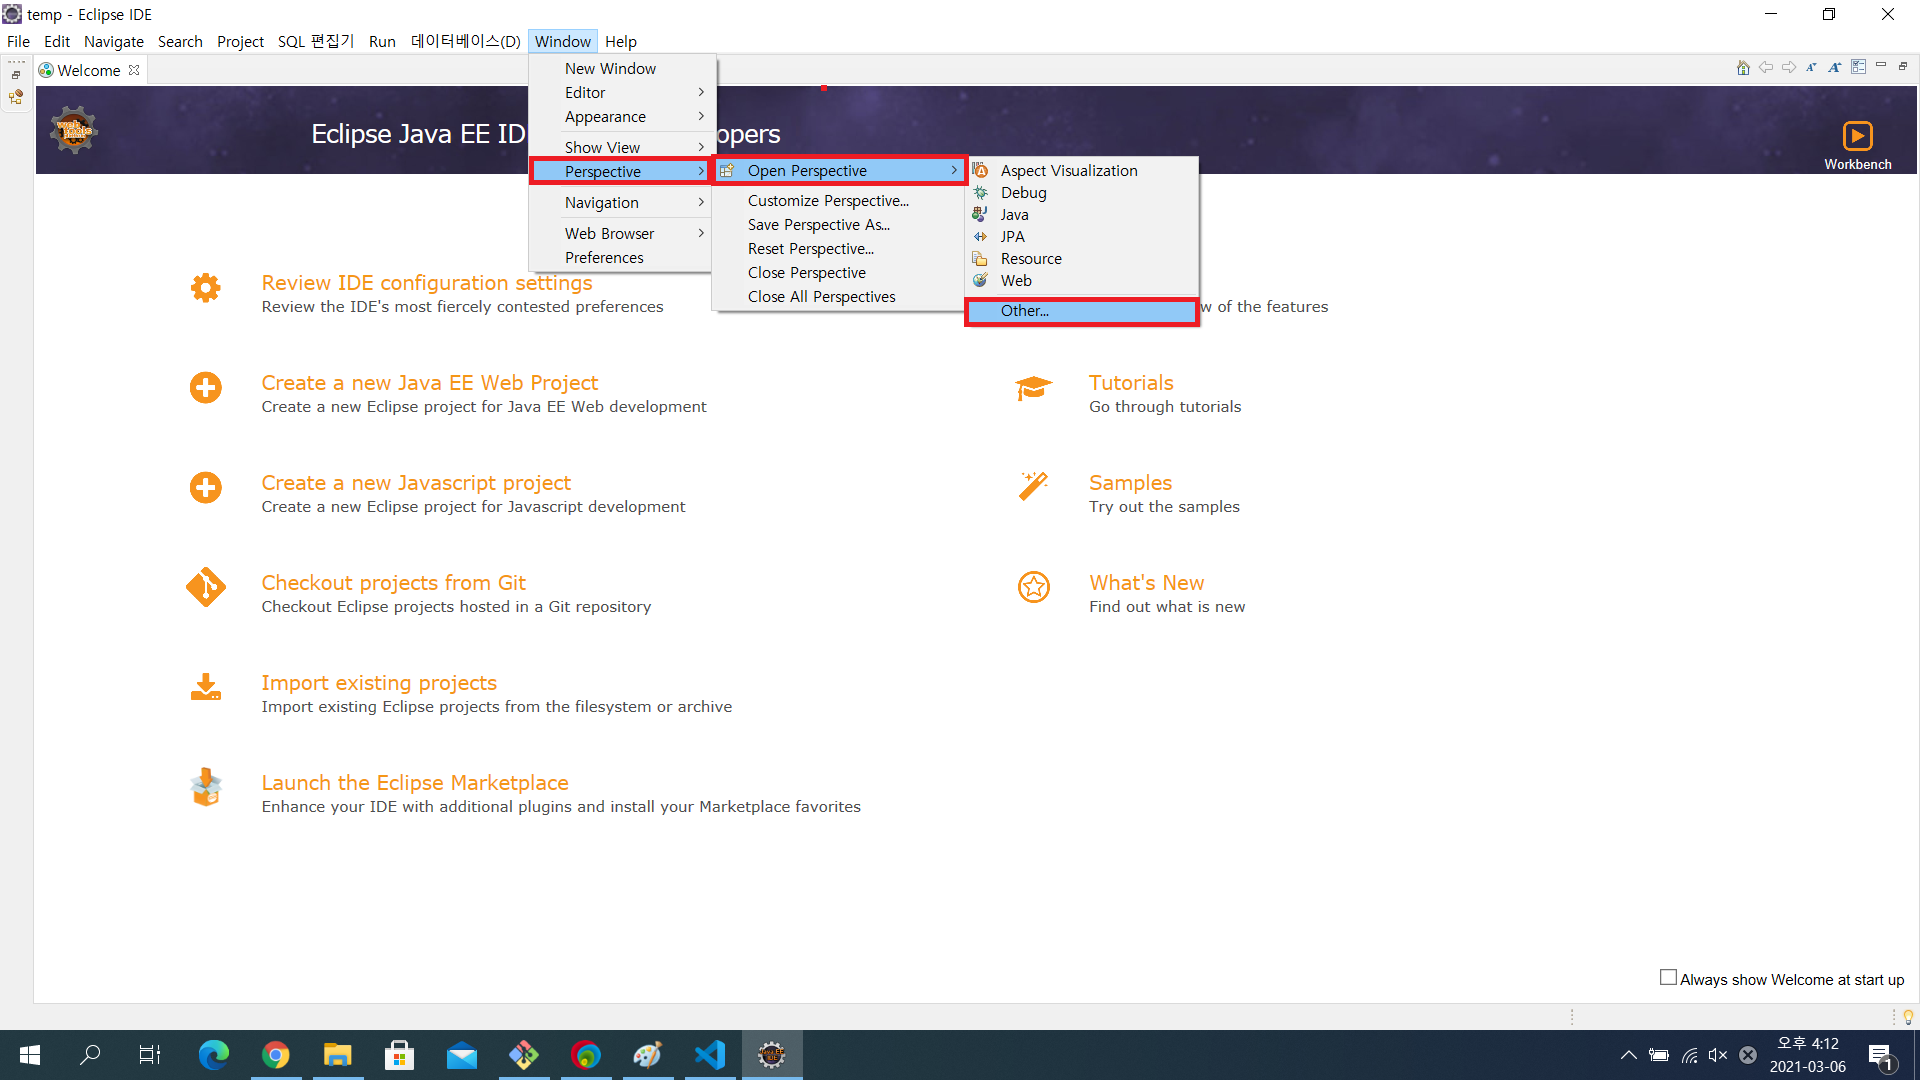 temp - Eclipse IDE
File Edit Navigate Search Project SQL 편집기 Run 데이터베이스(D) Window Help
Welcome
New Window
Editor
Appearance
Show View
Perspective
Navigation
Web Browser
Preferences
Open Perspective
Customize Perspective...
Save Perspective As...
Reset Perspective...
Close Perspective
Close All Perspectives
Aspect Visualization
Debug
Java
JPA
Resource
Web
Other...
Eclipse Java EE ID
opers
Workbench
Review IDE configuration settings
Review the IDE's most fiercely contested preferences
w of the features
Create a new Java EE Web Project
Create a new Eclipse project for Java EE Web development
Tutorials
Go through tutorials
Create a new Javascript project
Create a new Eclipse project for Javascript development
Samples
Try out the samples
Checkout projects from Git
Checkout Eclipse projects hosted in a Git repository
What's New
Find out what is new
Import existing projects
Import existing Eclipse projects from the filesystem or archive
Launch the Eclipse Marketplace
Enhance your IDE with additional plugins and install your Marketplace favorites
Always show Welcome at start up
오후 4:12
2021-03-06
1